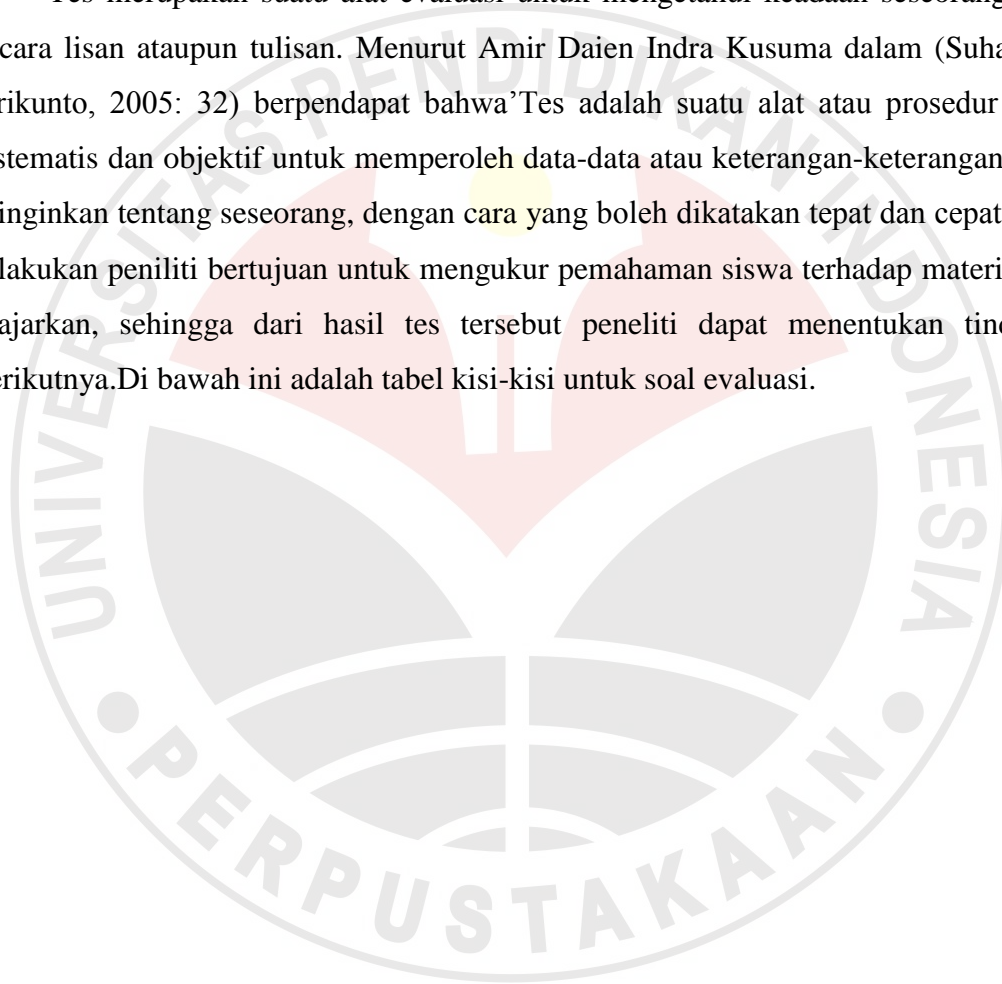 Tes merupakan suatu alat evaluasi untuk mengetahui keadaan seseorang
cara lisan ataupun tulisan. Menurut Amir Daien Indra Kusuma dalam (Suha
rikunto, 2005: 32) berpendapat bahwa’Tes adalah suatu alat atau prosedur
stematis dan objektif untuk memperoleh data-data atau keterangan-keterangan
inginkan tentang seseorang, dengan cara yang boleh dikatakan tepat dan cepat
lakukan peniliti bertujuan untuk mengukur pemahaman siswa terhadap materi
ajarkan, sehingga dari hasil tes tersebut peneliti dapat menentukan tind
erikutnya.Di bawah ini adalah tabel kisi-kisi untuk soal evaluasi.
UNIVERSITAS PENDIDIKAN INDONESIA
PERPUSTAKAAN